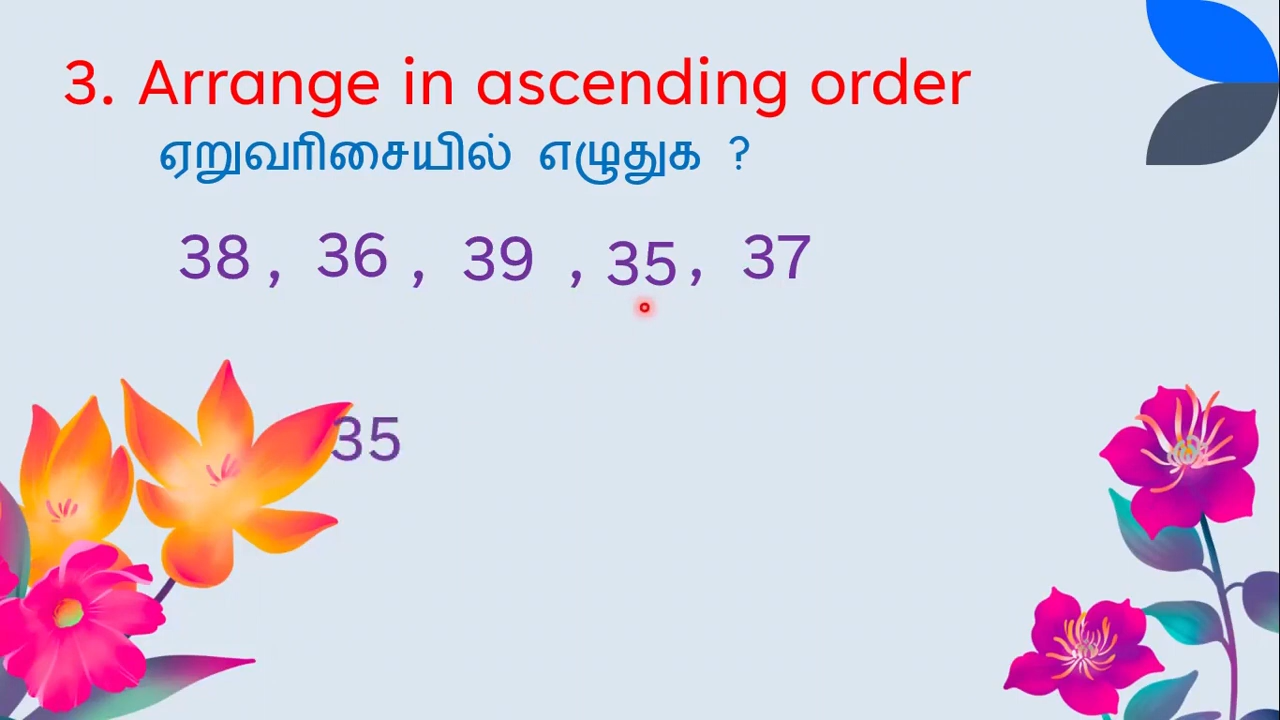 3. Arrange in ascending order
ஏறுவரிசையில் எழுதுக ?
38 , 36 , 39 , 35 , 37
35